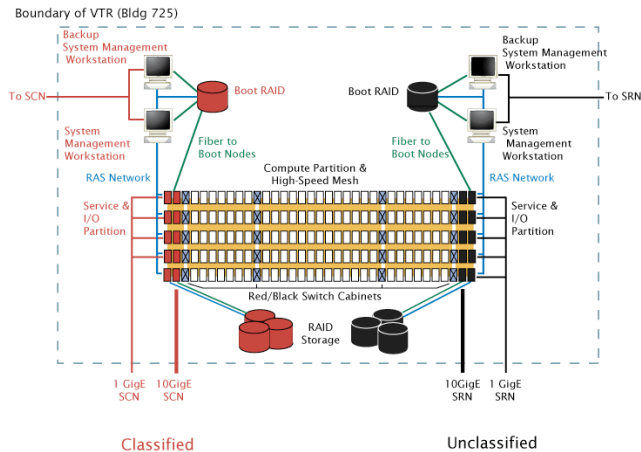 Boundary of VTR (Bldg 725)
Backup
System Management
Workstation
Backup
System Management
Workstation
To SCN
Boot RAID
Boot RAID
To SRN
System
Management
Workstation
Fiber to
Boot Nodes
Fiber to
Boot Nodes
System
Management
Workstation
RAS Network
Compute Partition &
High-Speed Mesh
RAS Network
Service &
I/O
Partition
Service &
I/O
Partition
Red/Black Switch Cabinets
RAID
Storage
1 GigE
SCN
10GigE
SCN
10GigE
SRN
1 GigE
SRN
Classified
Unclassified